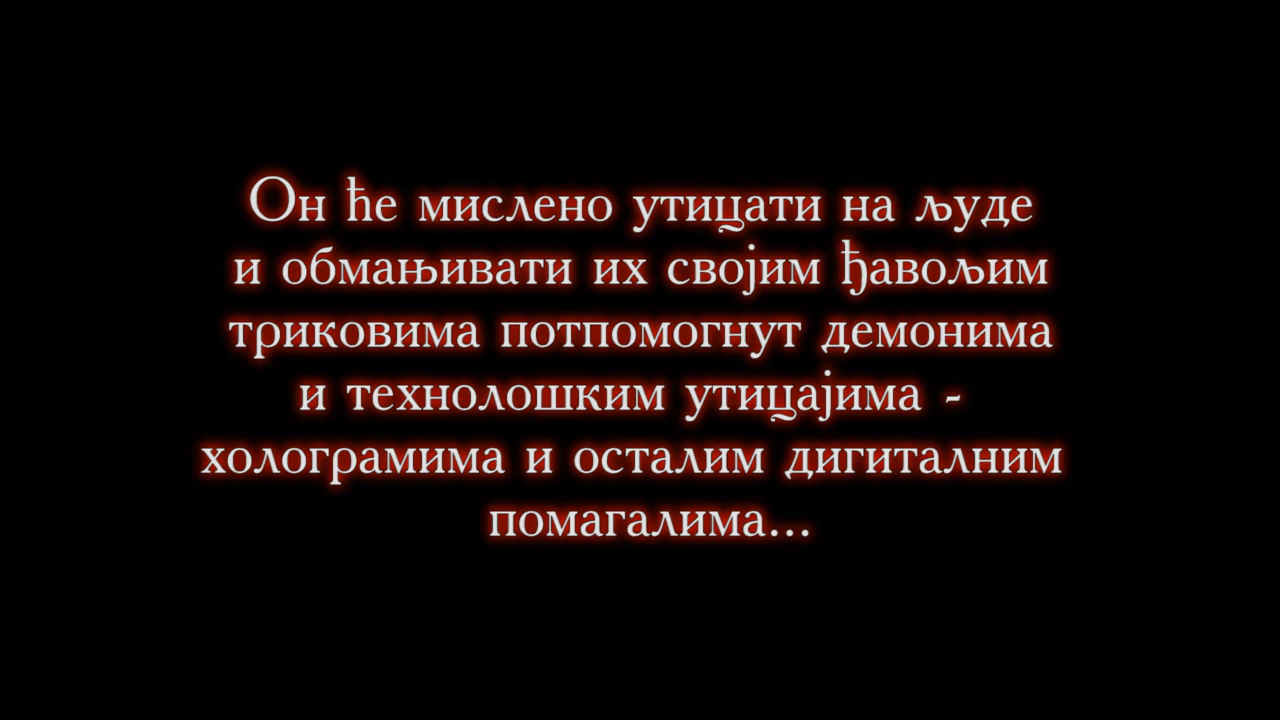 Он ће мислено утицати на људе
и обмањивати их својим ђавољим
триковима потпомогнут демонима
и технолошким утицајима -
холограмима и осталим дигиталним
помагалима...